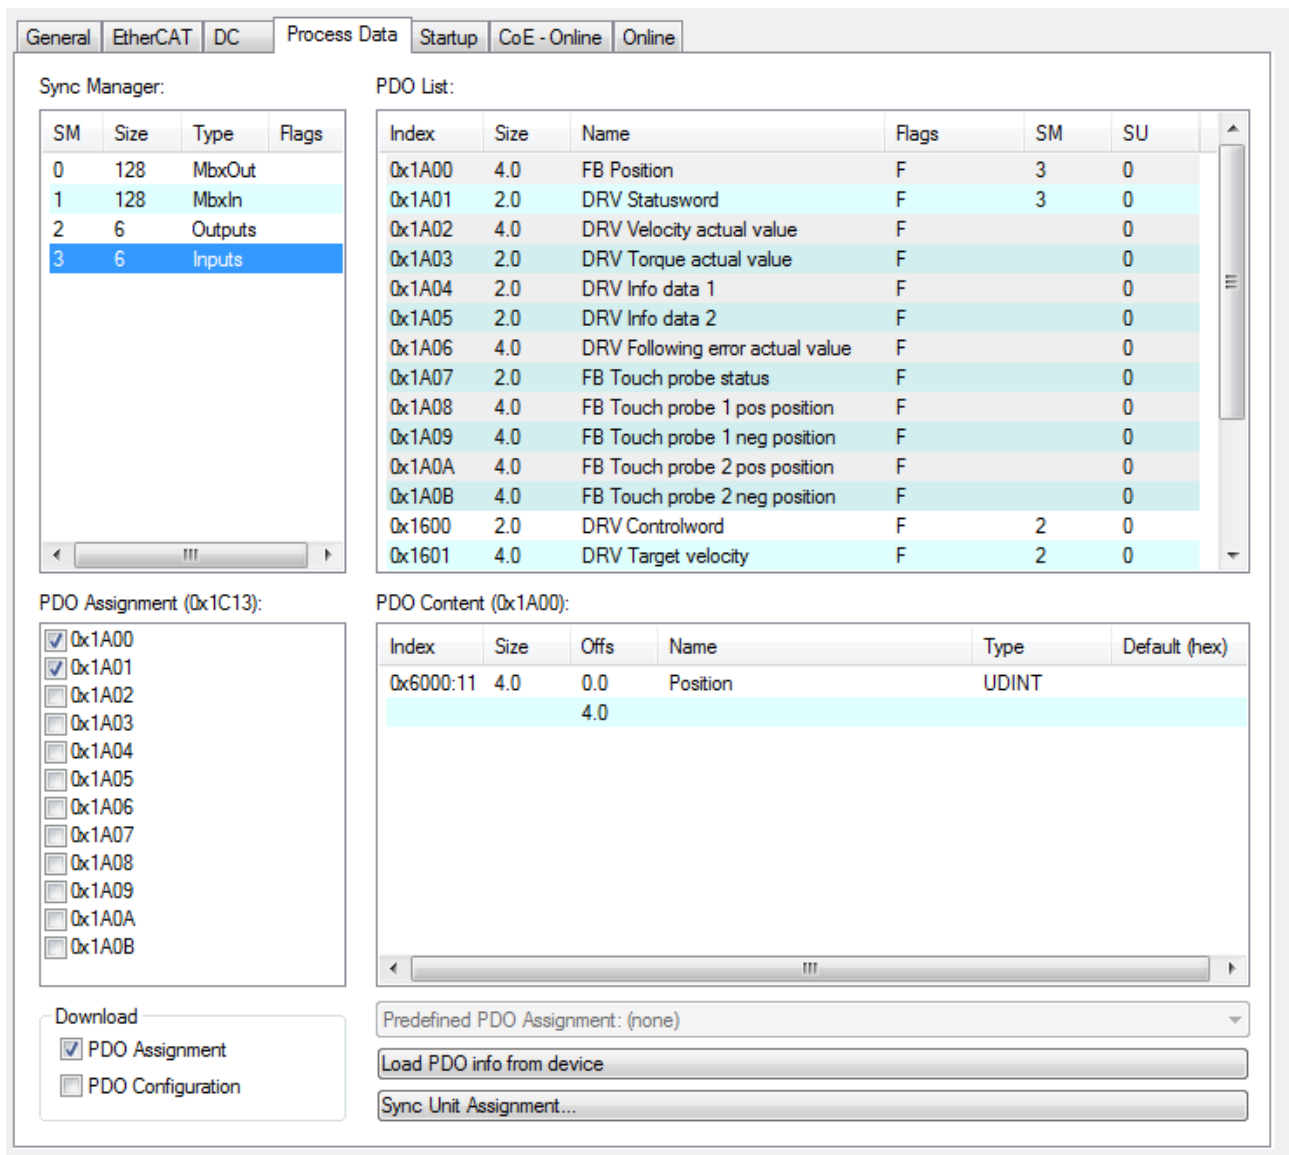 General EtherCAT DC Process Data Startup CoE - Online Online
Sync Manager:
SM Size Type Flags
0 128 MbxOut
1 128 MbxIn
2 6 Outputs
3 6 Inputs
PDO List:
Index Size Name Flags SM SU
0x1A00 4.0 FB Position F 3 0
0x1A01 2.0 DRV Statusword F 3 0
0x1A02 4.0 DRV Velocity actual value F 0
0x1A03 2.0 DRV Torque actual value F 0
0x1A04 2.0 DRV Info data 1 F 0
0x1A05 2.0 DRV Info data 2 F 0
0x1A06 4.0 DRV Following error actual value F 0
0x1A07 2.0 FB Touch probe status F 0
0x1A08 4.0 FB Touch probe 1 pos position F 0
0x1A09 4.0 FB Touch probe 1 neg position F 0
0x1A0A 4.0 FB Touch probe 2 pos position F 0
0x1A0B 4.0 FB Touch probe 2 neg position F 0
0x1600 2.0 DRV Controlword F 2 0
0x1601 4.0 DRV Target velocity F 2 0
PDO Assignment (0x1C13):
0x1A00
0x1A01
0x1A02
0x1A03
0x1A04
0x1A05
0x1A06
0x1A07
0x1A08
0x1A09
0x1A0A
0x1A0B
PDO Content (0x1A00):
Index Size Offs Name Type Default (hex)
0x6000:11 4.0 0.0 Position UDINT
4.0
Download
PDO Assignment
PDO Configuration
Predefined PDO Assignment: (none)
Load PDO info from device
Sync Unit Assignment...